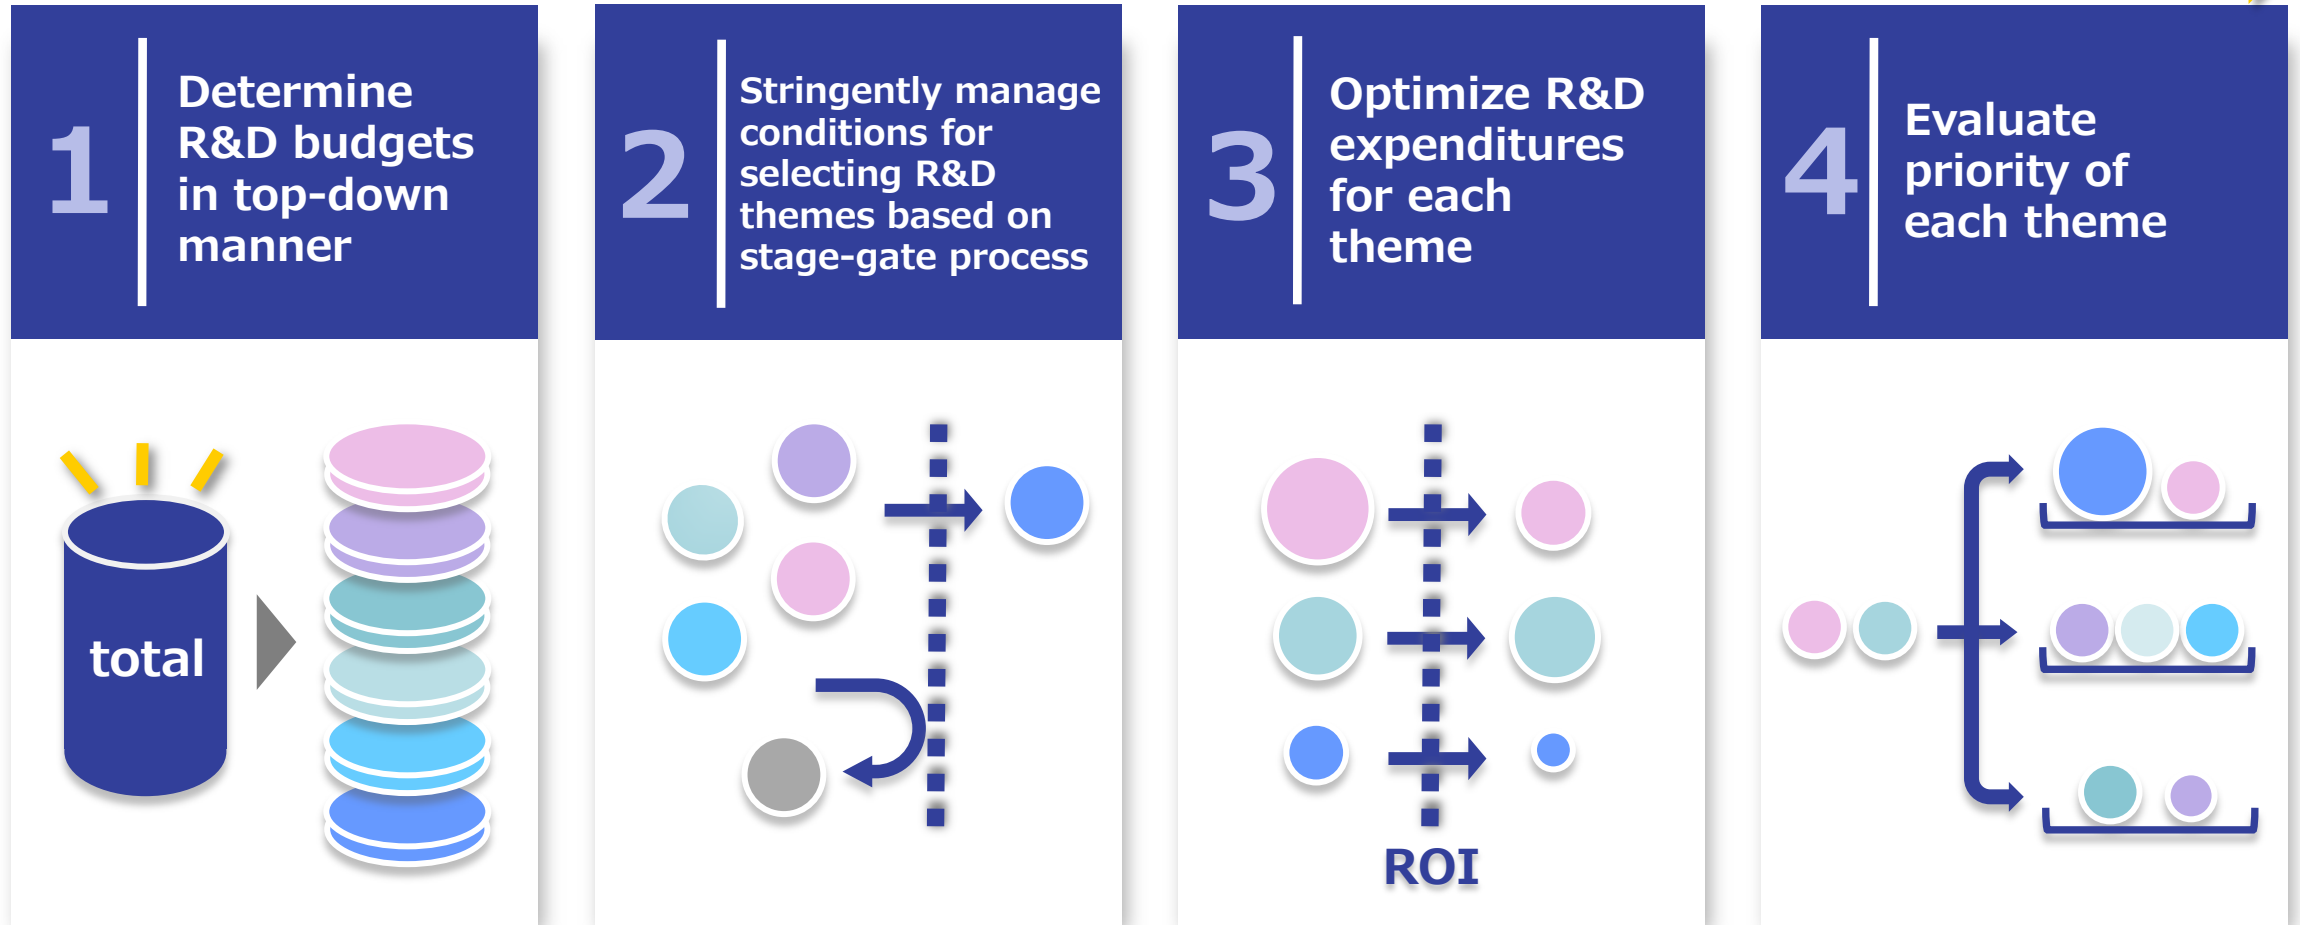 1
Determine
R&D budgets
in top-down
manner
total
2
Stringently manage
conditions for
selecting R&D
themes based on
stage-gate process
3
Optimize R&D
expenditures
for each
theme
ROI
4
Evaluate
priority of
each theme